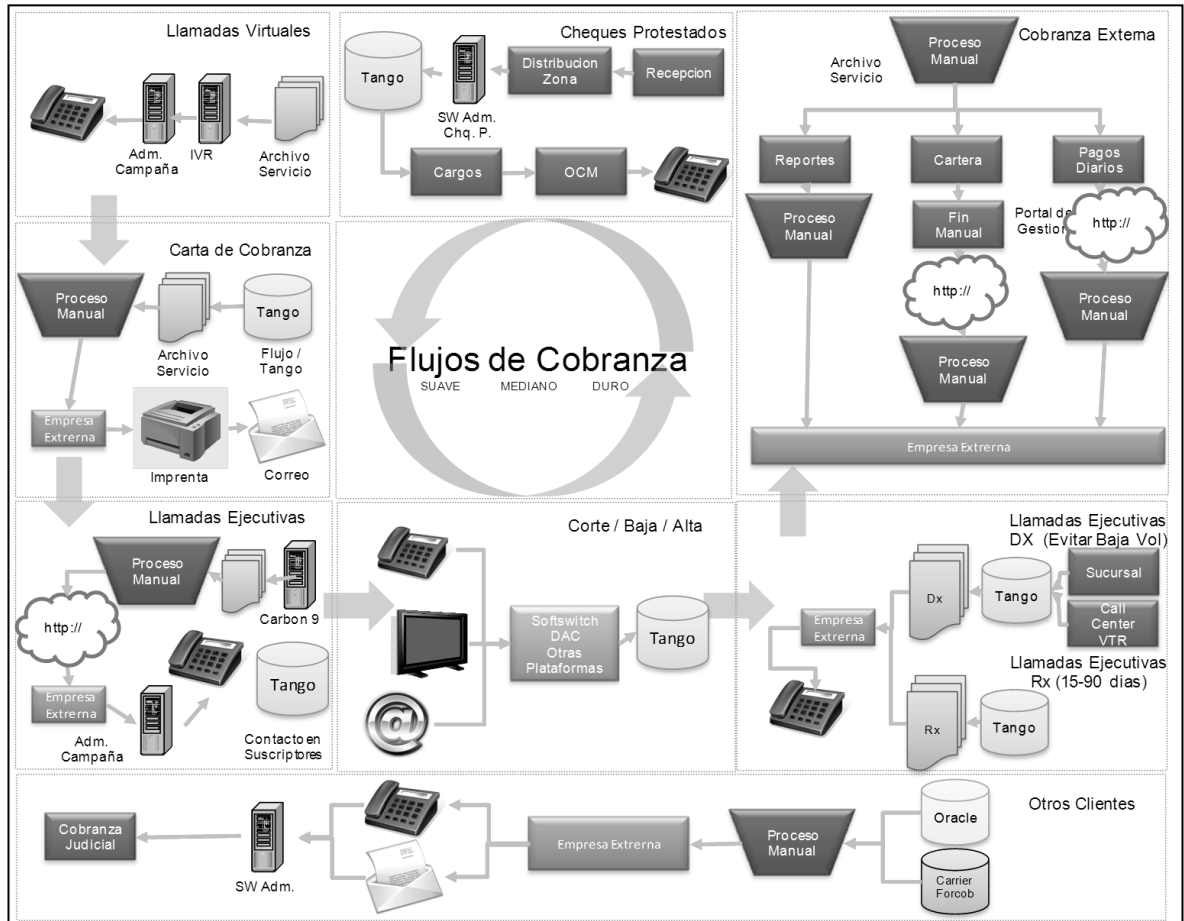 Llamadas Virtuales
Adm.
Campaña
IVR
Archivo
Servicio
Cheques Protestados
Tango
SW Adm.
Chq. P.
Distribucion
Zona
Recepcion
Cargos
OCM
Cobranza Externa
Archivo
Servicio
Proceso
Manual
Reportes
Cartera
Pagos
Diarios
Proceso
Manual
Fin
Manual
Portal de
Gestion
http://
http://
Proceso
Manual
Proceso
Manual
Empresa Extrerna
Carta de Cobranza
Proceso
Manual
Archivo
Servicio
Tango
Flujo /
Tango
Empresa
Extrerna
Imprenta
Correo
Flujos de Cobranza
SUAVE MEDIANO DURO
Llamadas Ejecutivas
Proceso
Manual
Carbon 9
http://
Empresa
Extrerna
Adm.
Campaña
Tango
Contacto en
Suscriptores
Corte / Baja / Alta
Softswitch
DAC
Otras
Plataformas
Tango
Llamadas Ejecutivas
DX (Evitar Baja Vol)
Empresa
Extrerna
Dx
Tango
Sucursal
Call
Center
VTR
Llamadas Ejecutivas
Rx (15-90 dias)
Rx
Tango
Otros Clientes
Cobranza
Judicial
SW Adm.
Empresa Extrerna
Proceso
Manual
Oracle
Carrier
Forcob